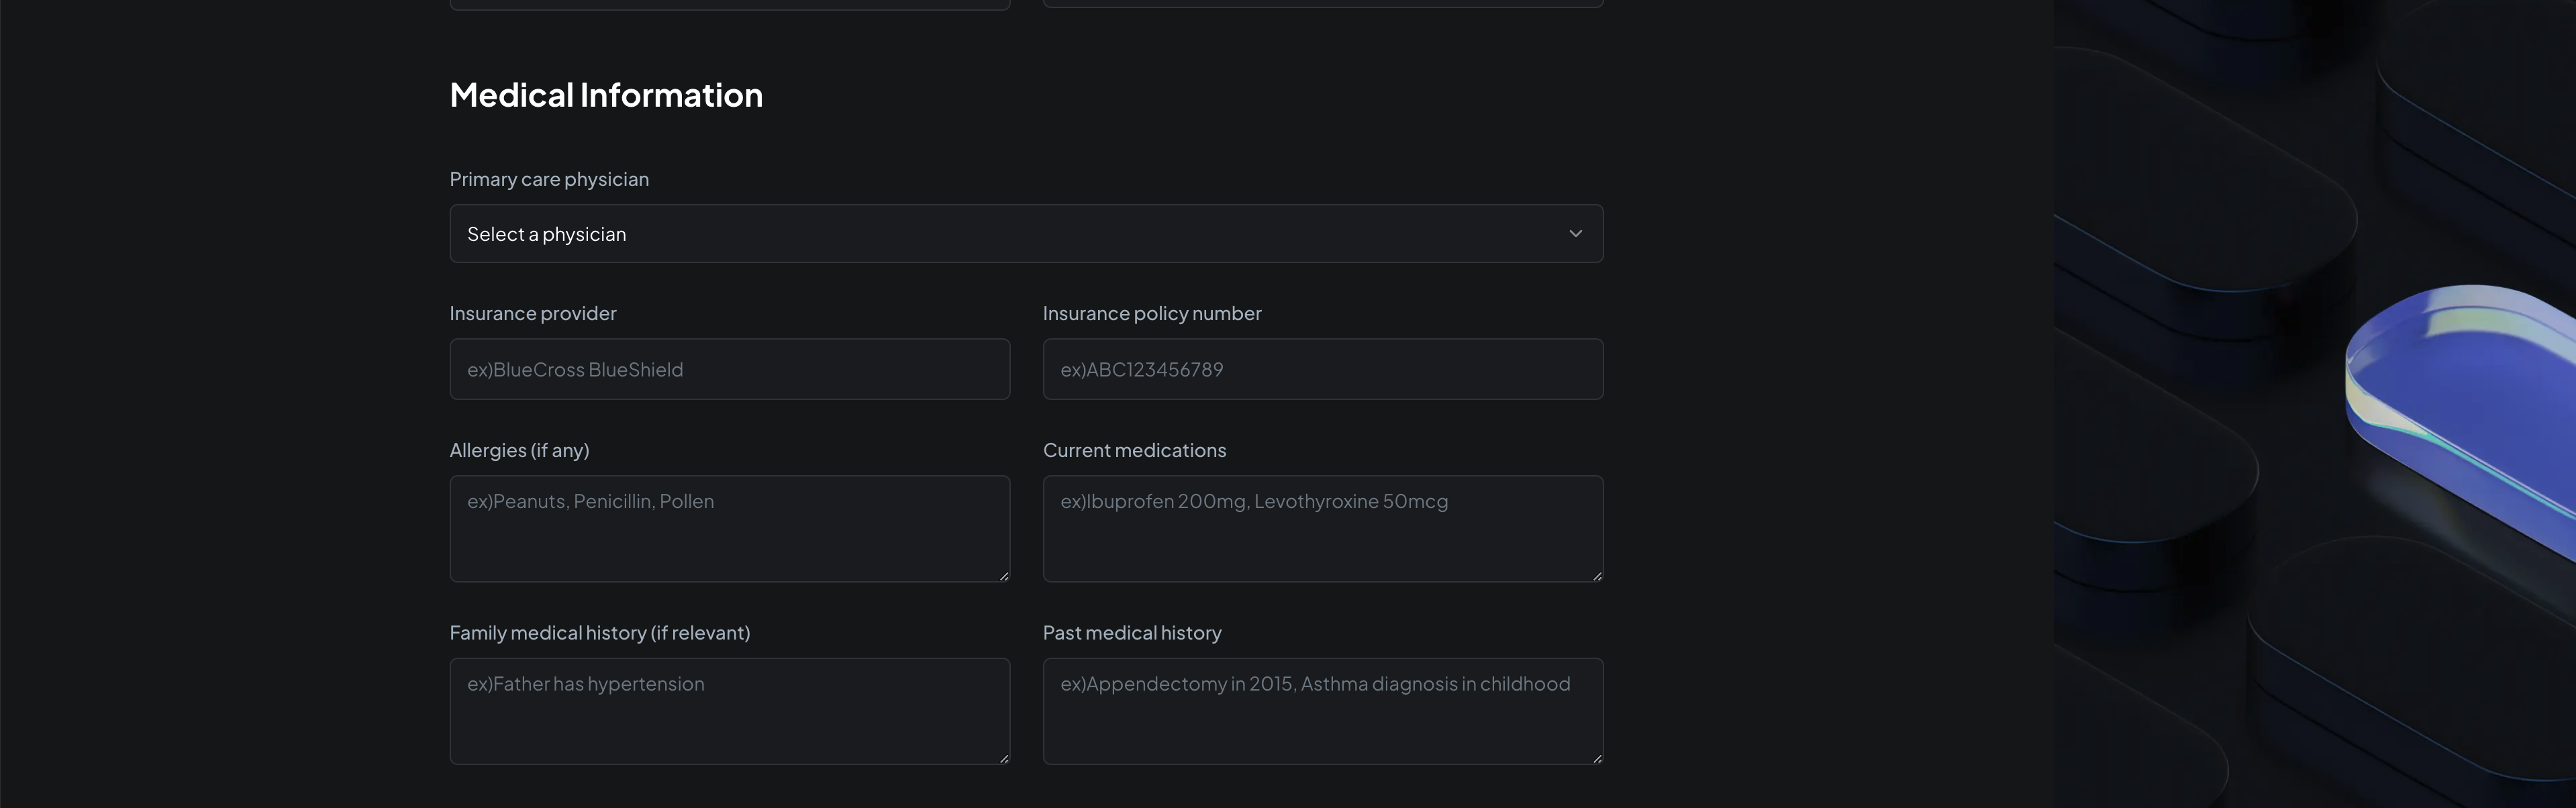 Medical Information
Primary care physician
Select a physician
Insurance provider
Insurance policy number
ex)BlueCross BlueShield
ex)ABC123456789
Allergies (if any)
Current medications
ex)Peanuts, Penicillin, Pollen
ex)Ibuprofen 200mg, Levothyroxine 50mcg
Family medical history (if relevant)
Past medical history
ex)Father has hypertension
ex)Appendectomy in 2015, Asthma diagnosis in childhood